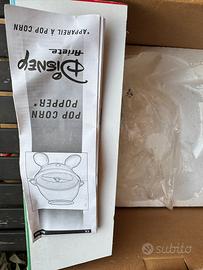 POP CORN
POPPER*
Ariete
DISNEY
*APPAREIL A POP CORN
subito